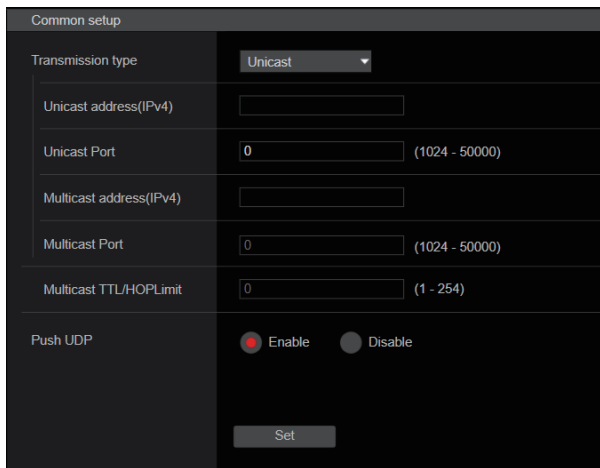 Common setup
Transmission type Unicast
Unicast address(IPv4)
Unicast Port 0 (1024 - 50000)
Multicast address(IPv4)
Multicast Port 0 (1024 - 50000)
Multicast TTL/HOPLimit 0 (1 - 254)
Push UDP Enable Disable
Set